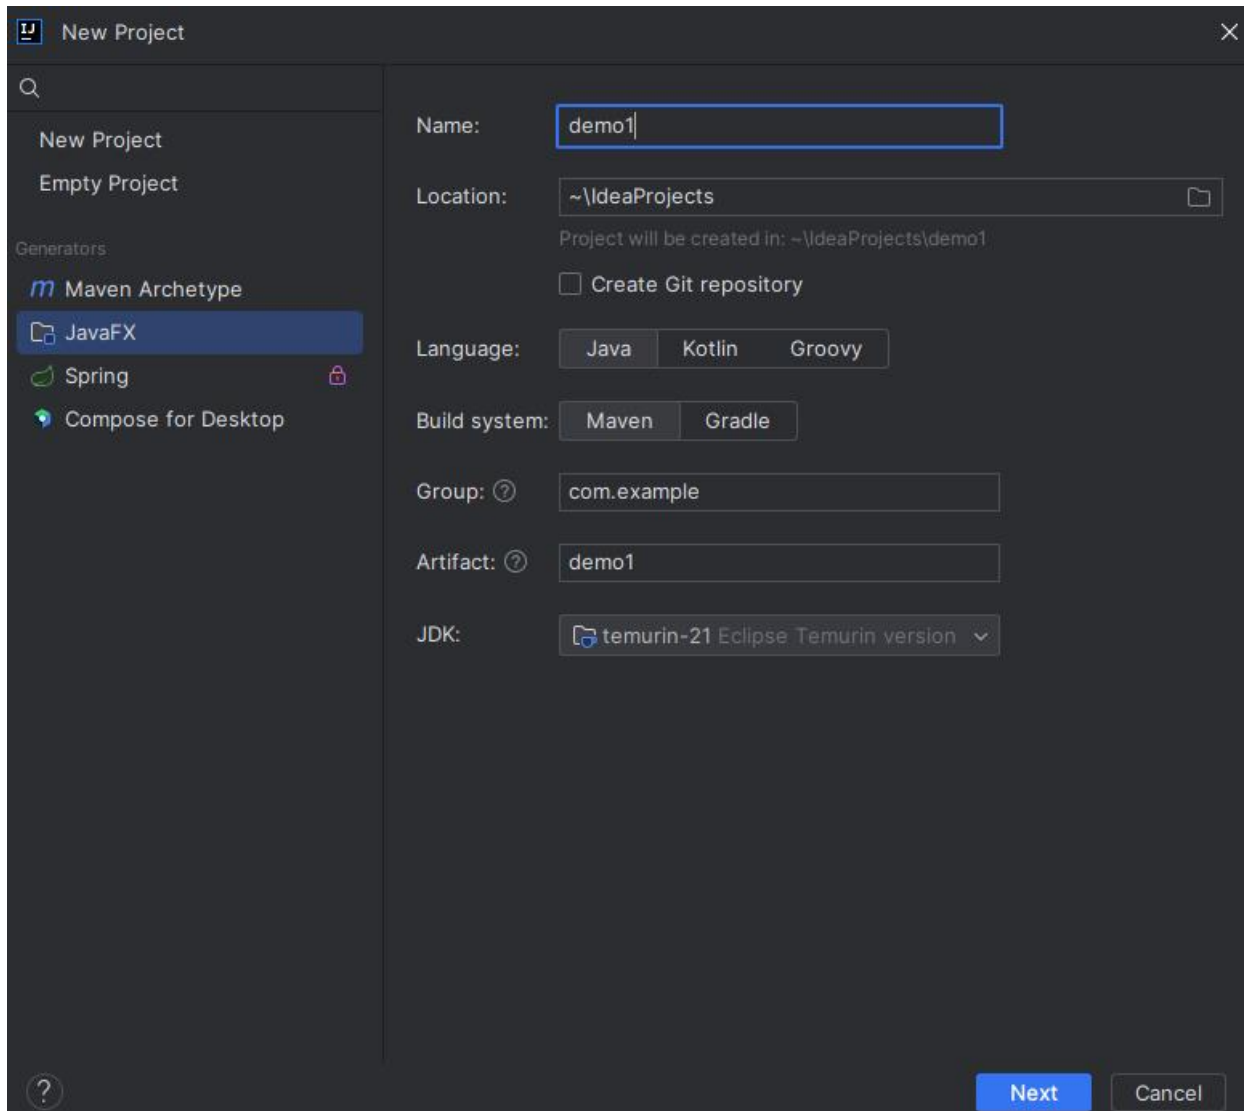 New Project
New Project
Empty Project
Generators
Maven Archetype
JavaFX
Spring
Compose for Desktop
Name: demo1
Location: ~\IdeaProjects
Project will be created in: ~\IdeaProjects\demo1
Create Git repository
Language: Java Kotlin Groovy
Build system: Maven Gradle
Group: ? com.example
Artifact: ? demo1
JDK: temurin-21 Eclipse Temurin version
? Next Cancel